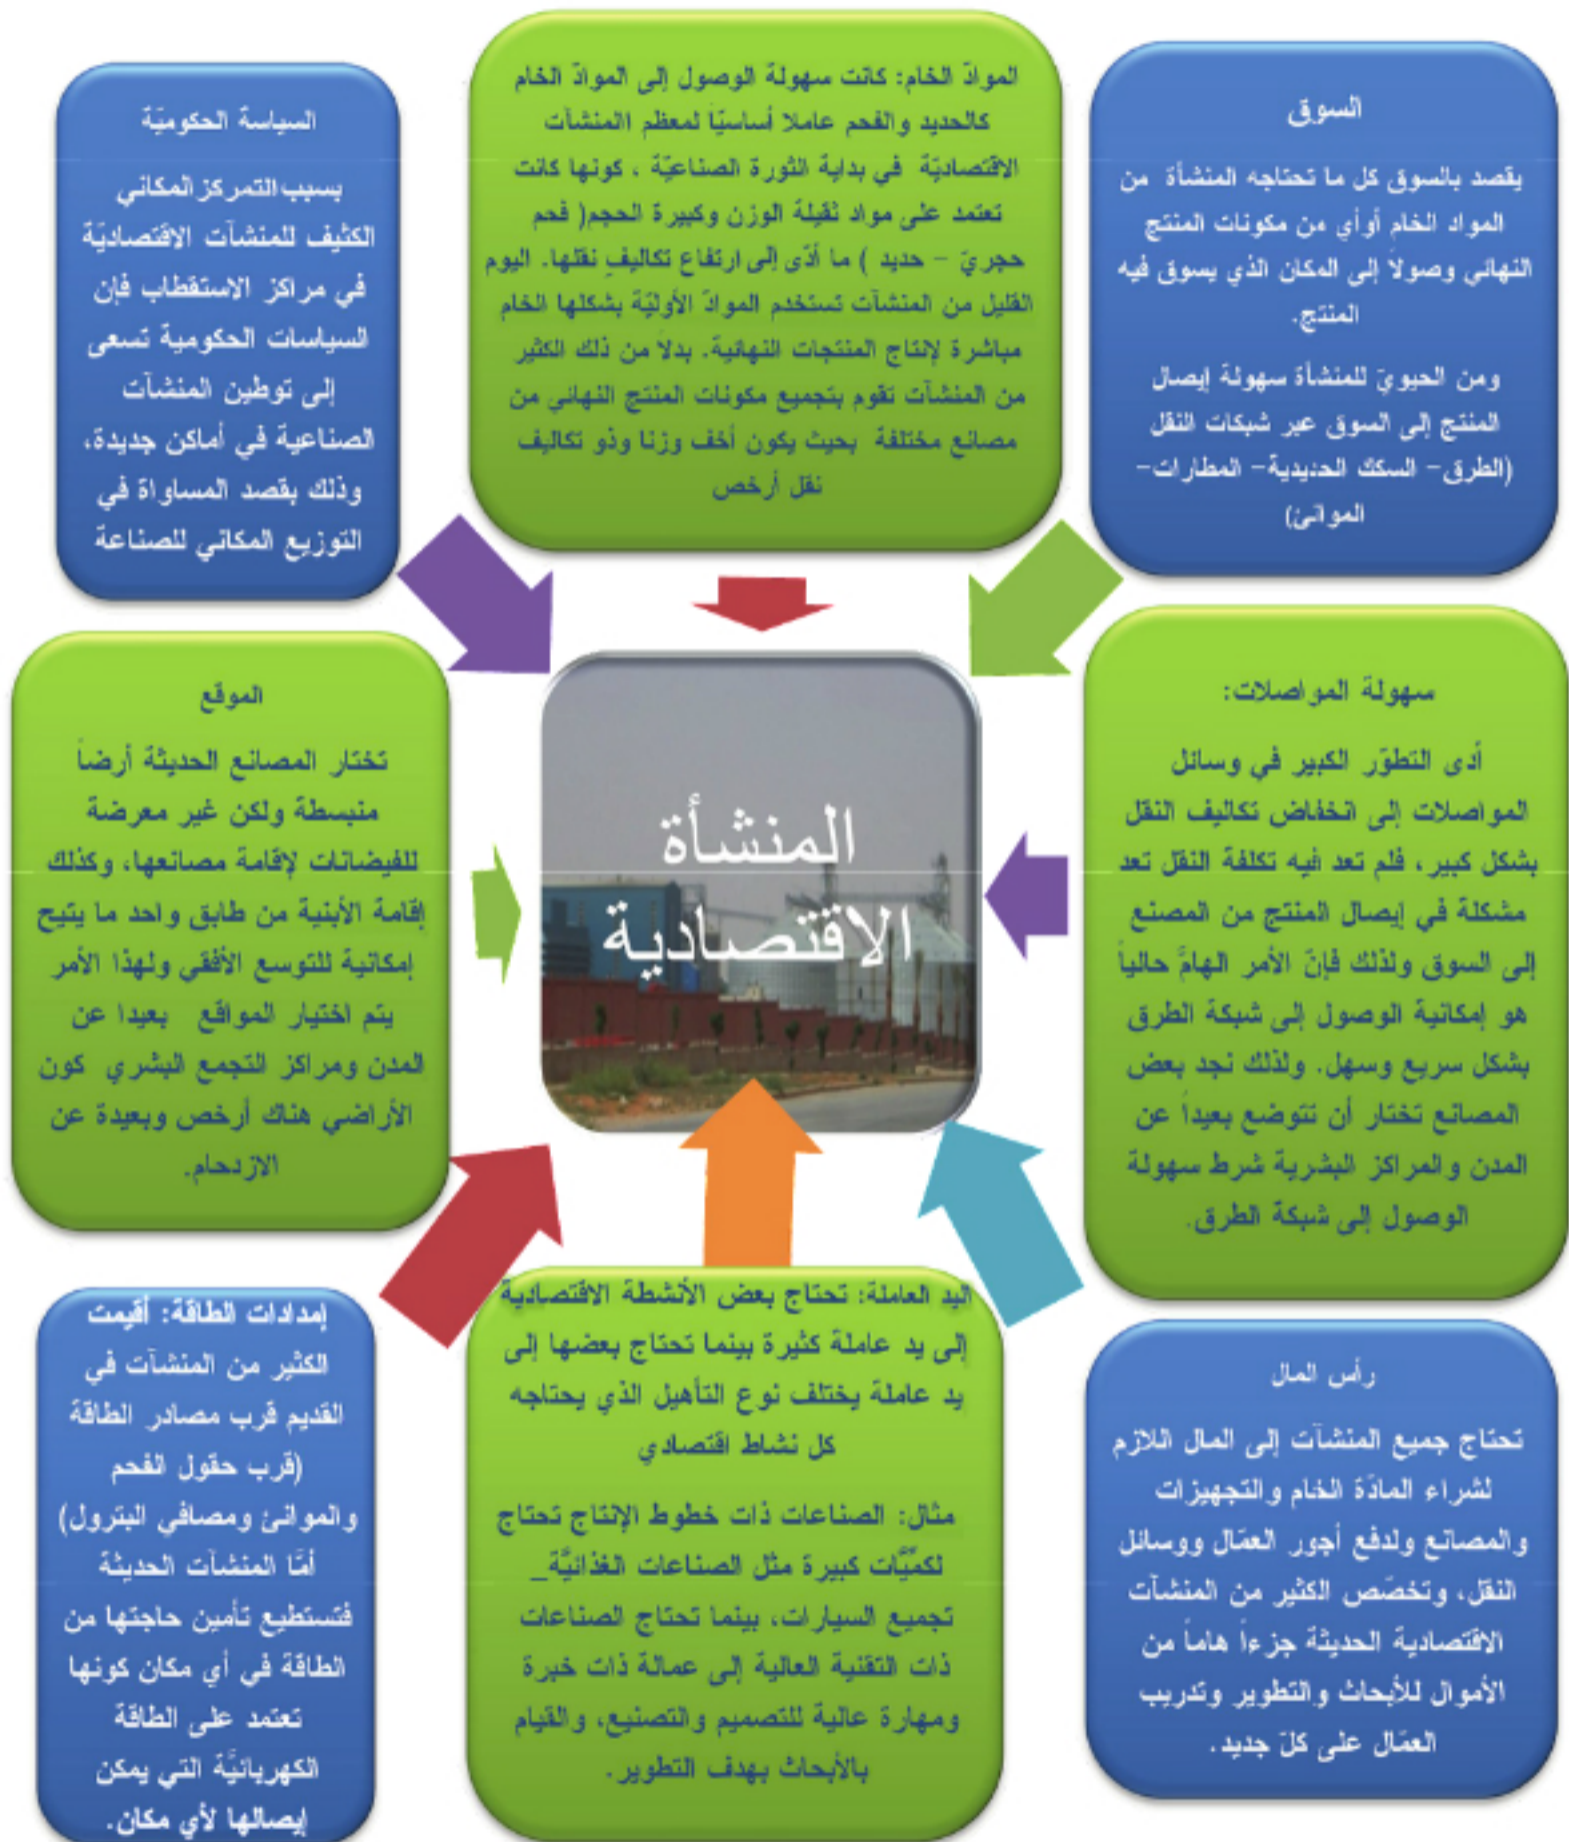 السوق
يقصد بالسوق كل ما تحتاجه المنشأة من
المواد الخام أوأي من مكونات المنتج
النهائي وصولاً إلى المكان الذي يسوق فيه
المنتج.
ومن الحيويّ للمنشأة سهولة إيصال
المنتج إلى السوق عبر شبكات النقل
(الطرق– السكك الحديدية– المطارات–
الموانئ)
الموادّ الخام: كانت سهولة الوصول إلى الموادّ الخام
كالحديد والفحم عاملا أساسيّاً لمعظم االمنشآت
الاقتصاديّة في بداية الثورة الصناعيّة ، كونها كانت
تعتمد على مواد ثقيلة الوزن وكبيرة الحجم( فحم
حجريّ – حديد ) ما أدّى إلى ارتفاع تكاليف نقلها. اليوم
القليل من المنشآت تستخدم الموادّ الأوليّة بشكلها الخام
مباشرة لإنتاج المنتجات النهائية. بدلاً من ذلك الكثير
من المنشآت تقوم بتجميع مكونات المنتج النهائي من
مصانع مختلفة بحيث يكون أخف وزنا وذو تكاليف
نقل أرخص
السياسة الحكوميّة
بسبب التمركز المكاني
الكثيف للمنشآت الاقتصاديّة
في مراكز الاستقطاب فإن
السياسات الحكومية تسعى
إلى توطين المنشآت
الصناعية في أماكن جديدة،
وذلك بقصد المساواة في
التوزيع المكاني للصناعة
سهولة المواصلات:
أدى التطوّر الكبير في وسائل
المواصلات إلى انخفاض تكاليف النقل
بشكل كبير، فلم تعد فيه تكلفة النقل تعد
مشكلة في إيصال المنتج من المصنع
إلى السوق ولذلك فإنّ الأمر الهامَّ حالياً
هو إمكانية الوصول إلى شبكة الطرق
بشكل سريع وسهل. ولذلك نجد بعض
المصانع تختار أن تتوضع بعيداً عن
المدن والمراكز البشرية شرط سهولة
الوصول إلى شبكة الطرق.
المنشأة
الاقتصادية
الموقع
تختار المصانع الحديثة أرضاً
منبسطة ولكن غير معرضة
للفيضانات لإقامة مصانعها، وكذلك
إقامة الأبنية من طابق واحد ما يتيح
إمكانية للتوسع الأفقي ولهذا الأمر
يتم اختيار المواقع بعيدا عن
المدن ومراكز التجمع البشري كون
الأراضي هناك أرخص وبعيدة عن
الازدحام.
رأس المال
تحتاج جميع المنشآت إلى المال اللازم
لشراء المادّة الخام والتجهيزات
والمصانع ولدفع أجور العمّال ووسائل
النقل، وتخصّص الكثير من المنشآت
الاقتصادية الحديثة جزءاً هاماً من
الأموال للأبحاث والتطوير وتدريب
العمّال على كلّ جديد.
اليد العاملة: تحتاج بعض الأنشطة الاقتصادية
إلى يد عاملة كثيرة بينما تحتاج بعضها إلى
يد عاملة يختلف نوع التأهيل الذي يحتاجه
كل نشاط اقتصادي
مثال: الصناعات ذات خطوط الإنتاج تحتاج
لكميَّات كبيرة مثل الصناعات الغذائيَّة_
تجميع السيارات، بينما تحتاج الصناعات
ذات التقنية العالية إلى عمالة ذات خبرة
ومهارة عالية للتصميم والتصنيع، والقيام
بالأبحاث بهدف التطوير.
إمدادات الطاقة: أقيمت
الكثير من المنشآت في
القديم قرب مصادر الطاقة
(قرب حقول الفحم
والموانئ ومصافي البترول)
أمَّا المنشآت الحديثة
فتستطيع تأمين حاجتها من
الطاقة في أي مكان كونها
تعتمد على الطاقة
الكهربائيَّة التي يمكن
إيصالها لأي مكان.